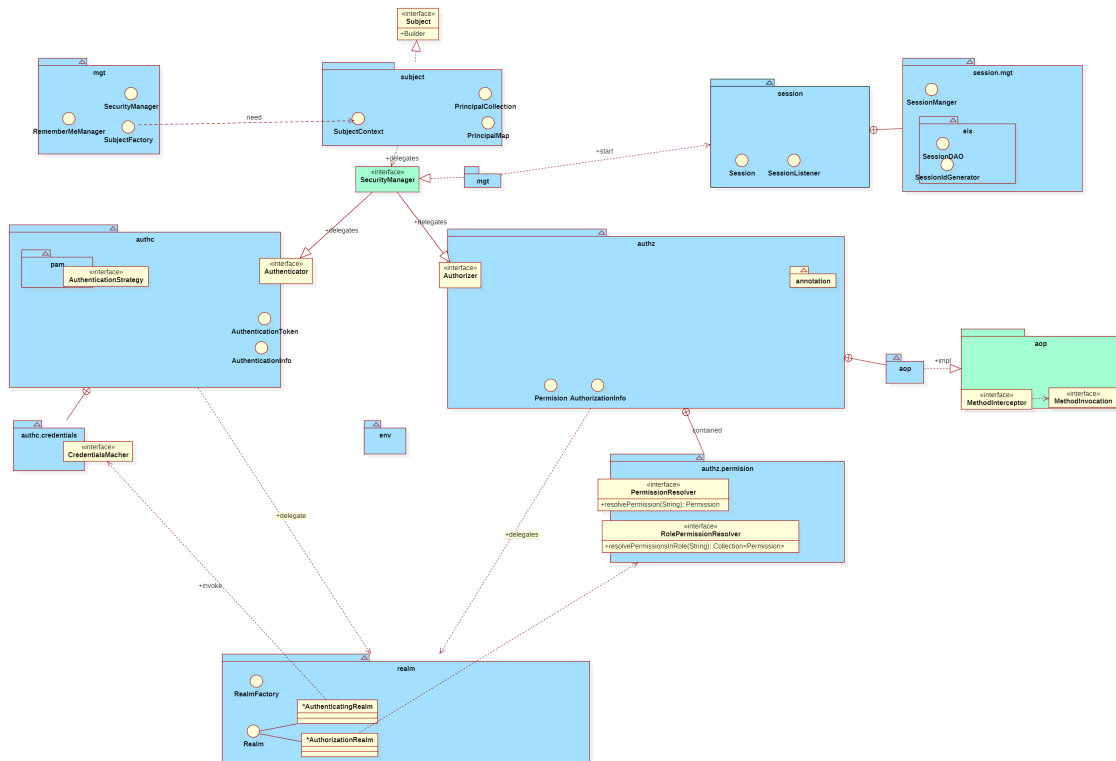 «interface»
Subject
+Builder
mgt
SecurityManager
RememberMeManager
SubjectFactory
need
subject
PrincipalCollection
SubjectContext
PrincipalMap
+delegates
session
Session
SessionListener
session.mgt
SessionManger
eis
SessionDAO
SessionIdGenerator
+start
«interface»
SecurityManager
mgt
+delegates
+delegates
authc
pam
«interface»
AuthenticationStrategy
«interface»
Authenticator
AuthenticationToken
AuthenticationInfo
authz
«interface»
Authorizer
annotation
Permision
AuthorizationInfo
aop
+impl
aop
«interface»
MethodInterceptor
«interface»
MethodInvocation
authc.credentials
«interface»
CredentialsMacher
env
contained
authz.permision
«interface»
PermissionResolver
+resolvePermission(String): Permission
«interface»
RolePermissionResolver
+resolvePermissionsInRole(String): Collection<Permission>
+delegate
+delegates
+invoke
realm
RealmFactory
*AuthenticatingRealm
Realm
*AuthorizationRealm